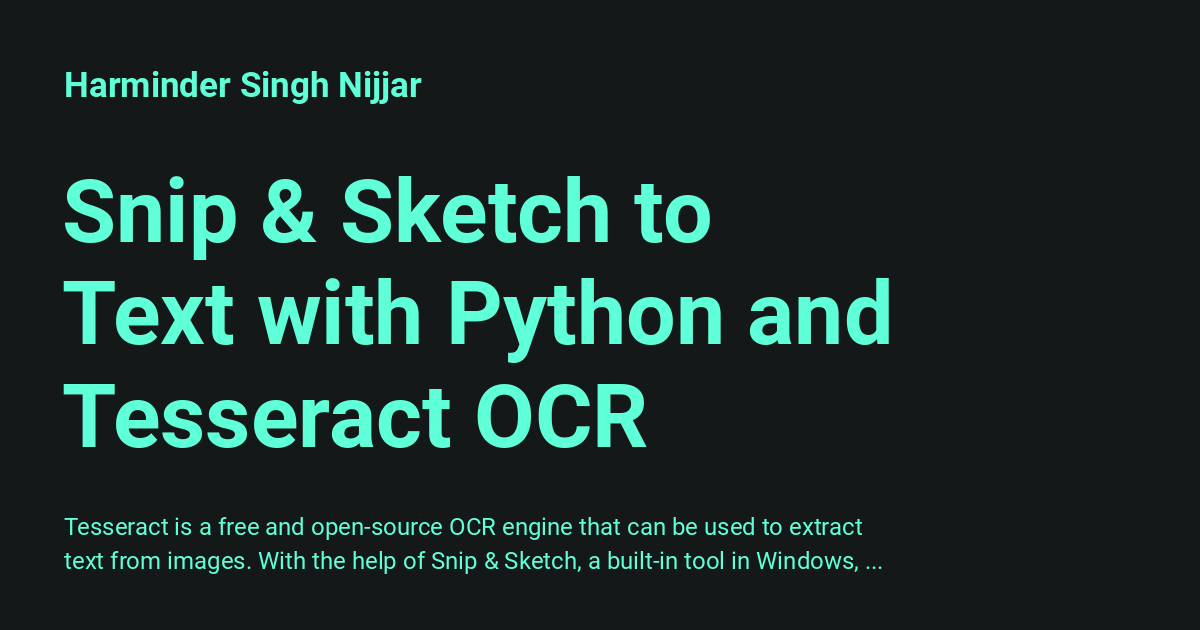 Harminder Singh Nijjar
Snip & Sketch to
Text with Python and
Tesseract OCR
Tesseract is a free and open-source OCR engine that can be used to extract
text from images. With the help of Snip & Sketch, a built-in tool in Windows, ...